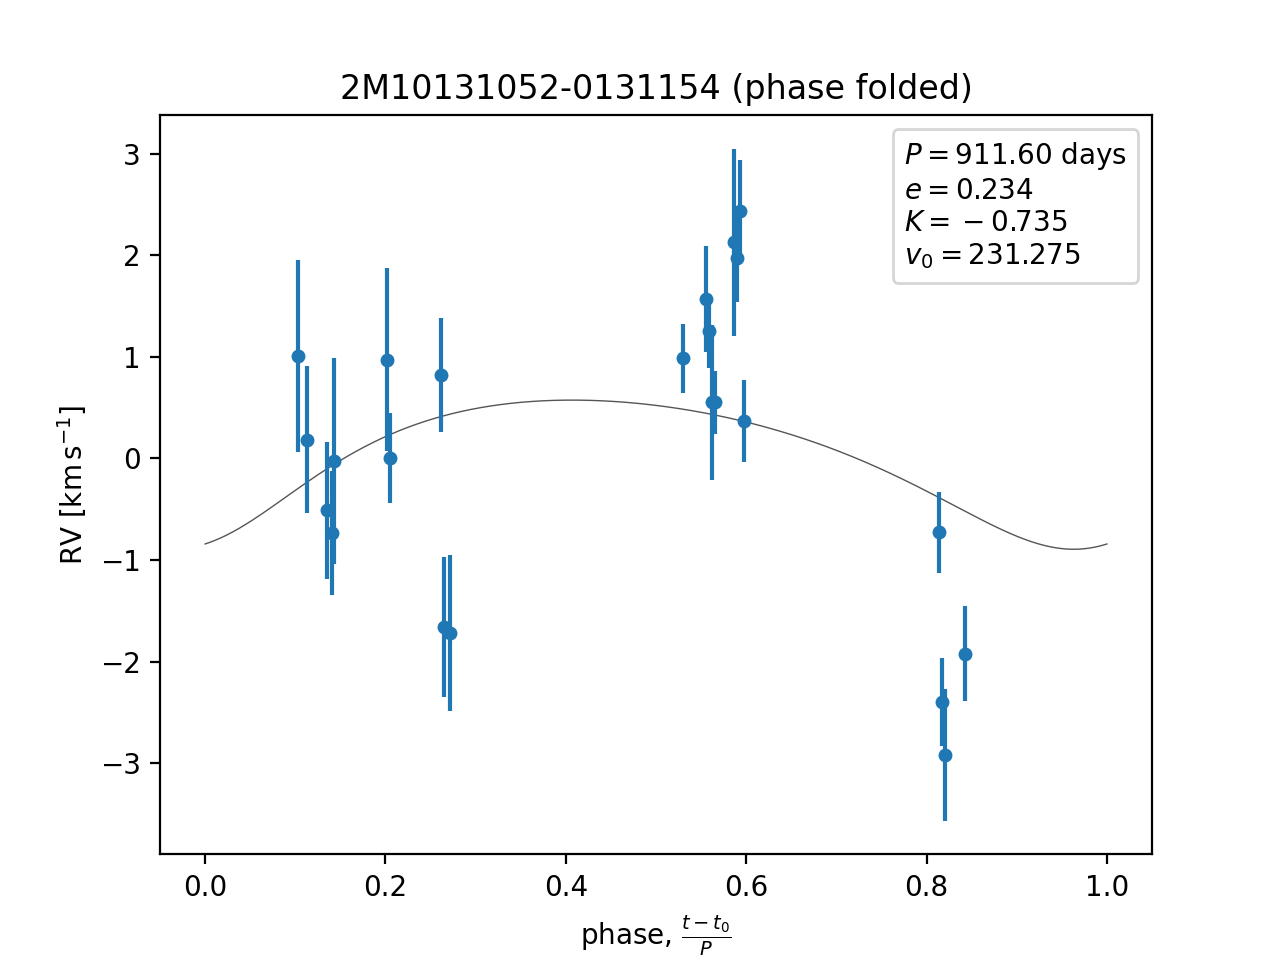 2M10131052-0131154 (phase folded)
P = 911.60 days
e = 0.234
K = −0.735
v₀ = 231.275
3
2
1
0
−1
−2
−3
RV [km s⁻¹]
0.0 0.2 0.4 0.6 0.8 1.0
phase, (t − t₀)/P